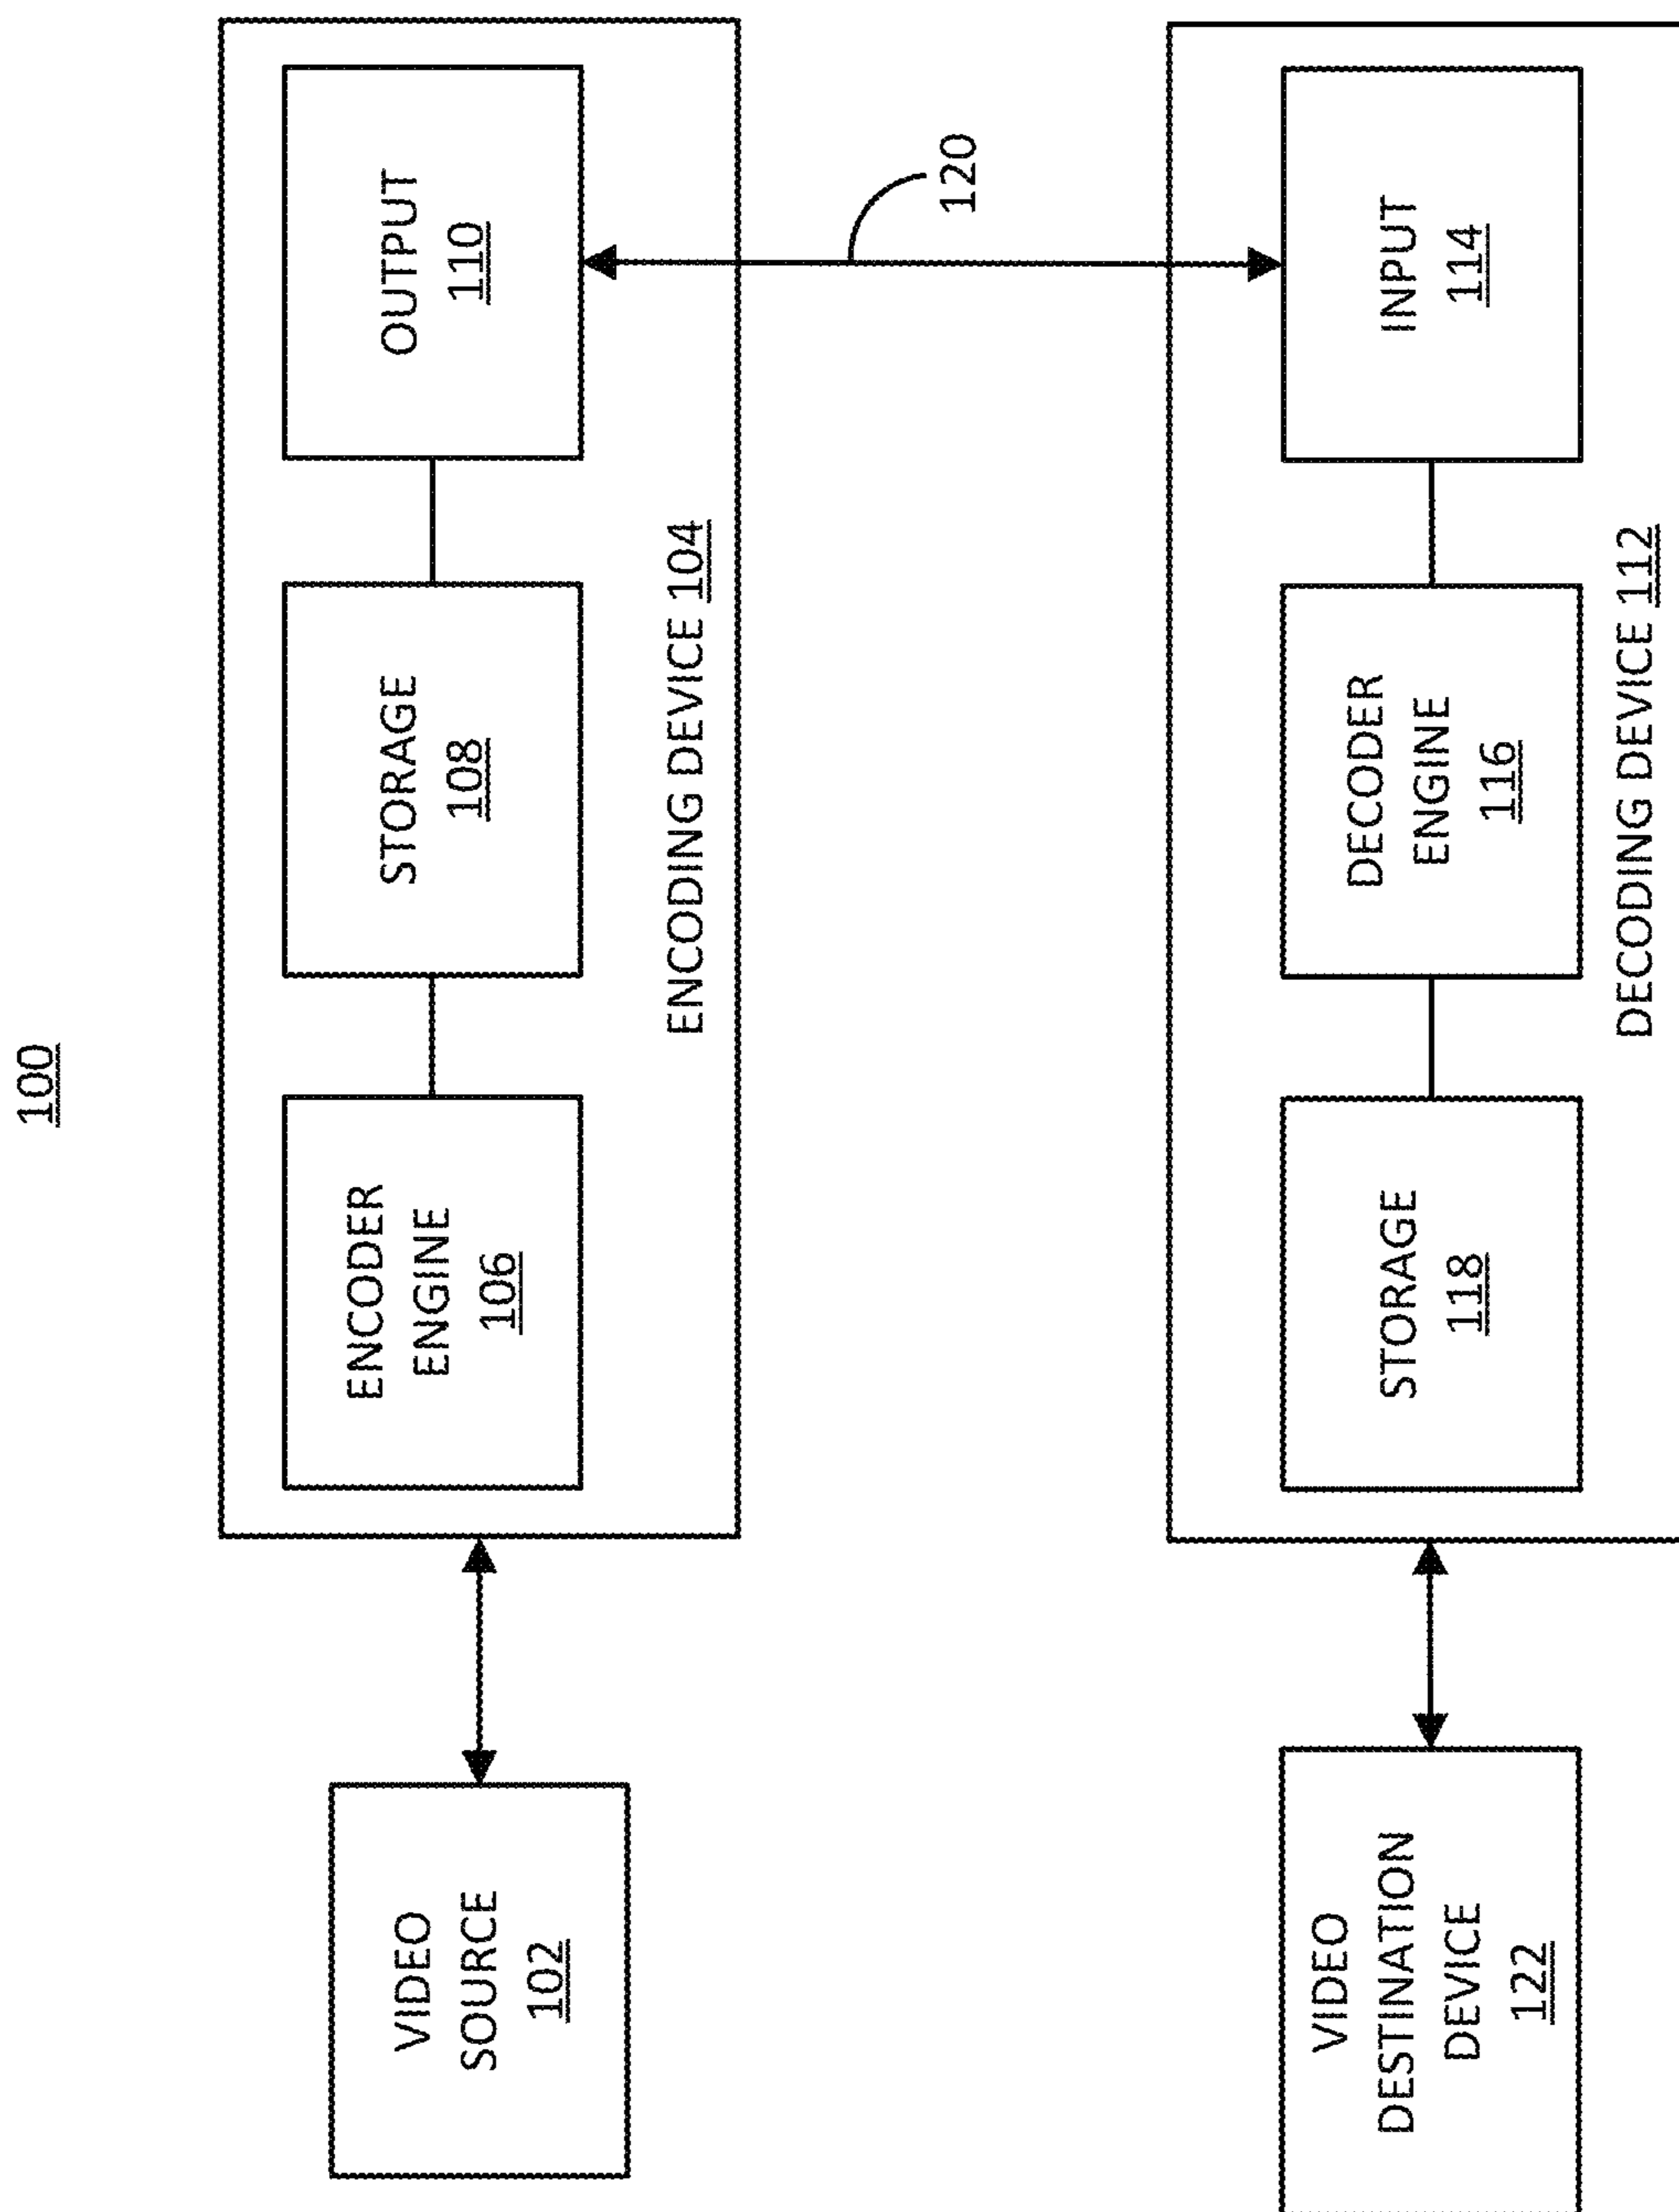 100
VIDEO
SOURCE
102
ENCODER
ENGINE
106
STORAGE
108
OUTPUT
110
ENCODING DEVICE 104
120
VIDEO
DESTINATION
DEVICE
122
STORAGE
118
DECODER
ENGINE
116
INPUT
114
DECODING DEVICE 112